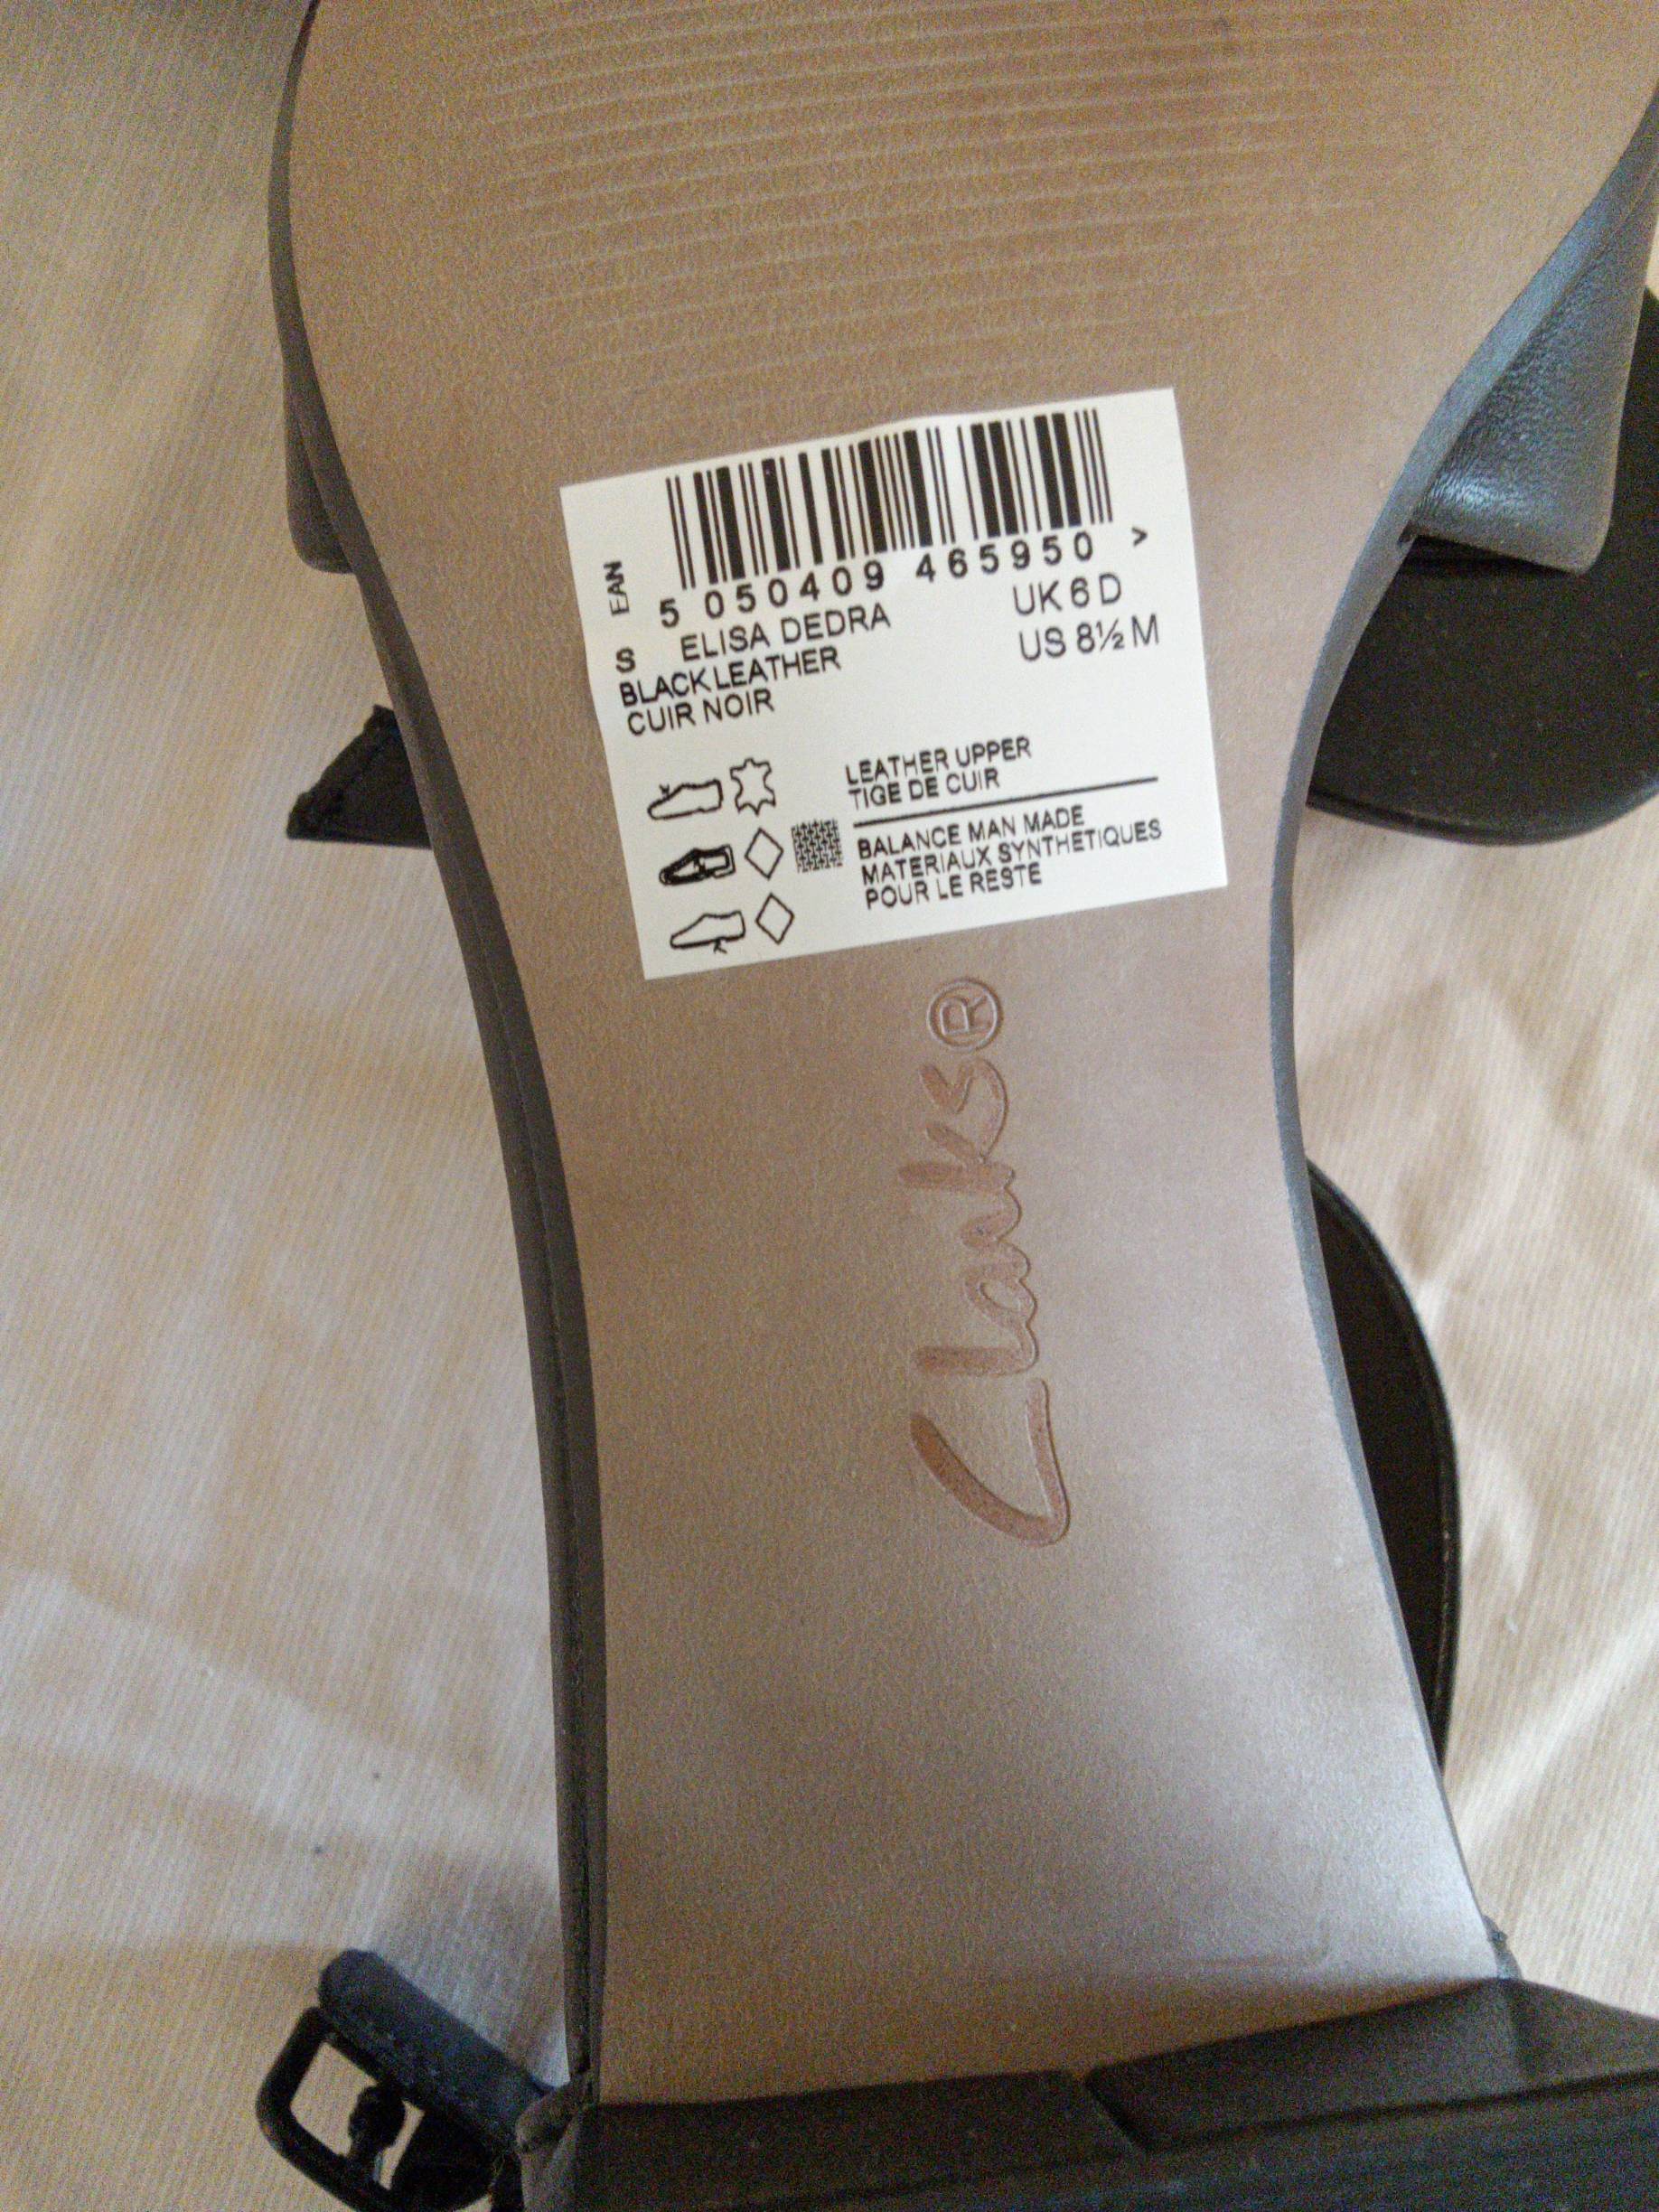 EAN
5 050409 465950 >
S ELISA DEDRA
BLACK LEATHER
CUIR NOIR
UK 6 D
US 8½ M
LEATHER UPPER
TIGE DE CUIR
BALANCE MAN MADE
MATERIAUX SYNTHETIQUES
POUR LE RESTE
Clarks®